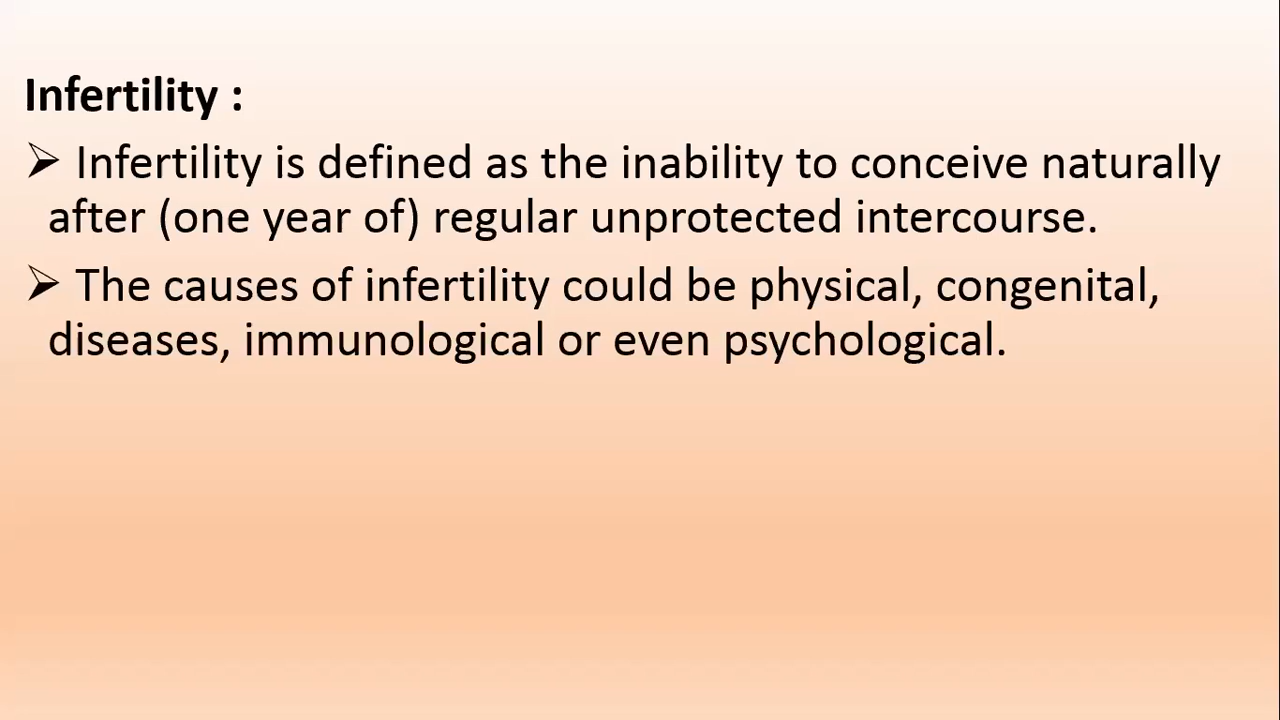 Infertility :
➢ Infertility is defined as the inability to conceive naturally
after (one year of) regular unprotected intercourse.
➢ The causes of infertility could be physical, congenital,
diseases, immunological or even psychological.